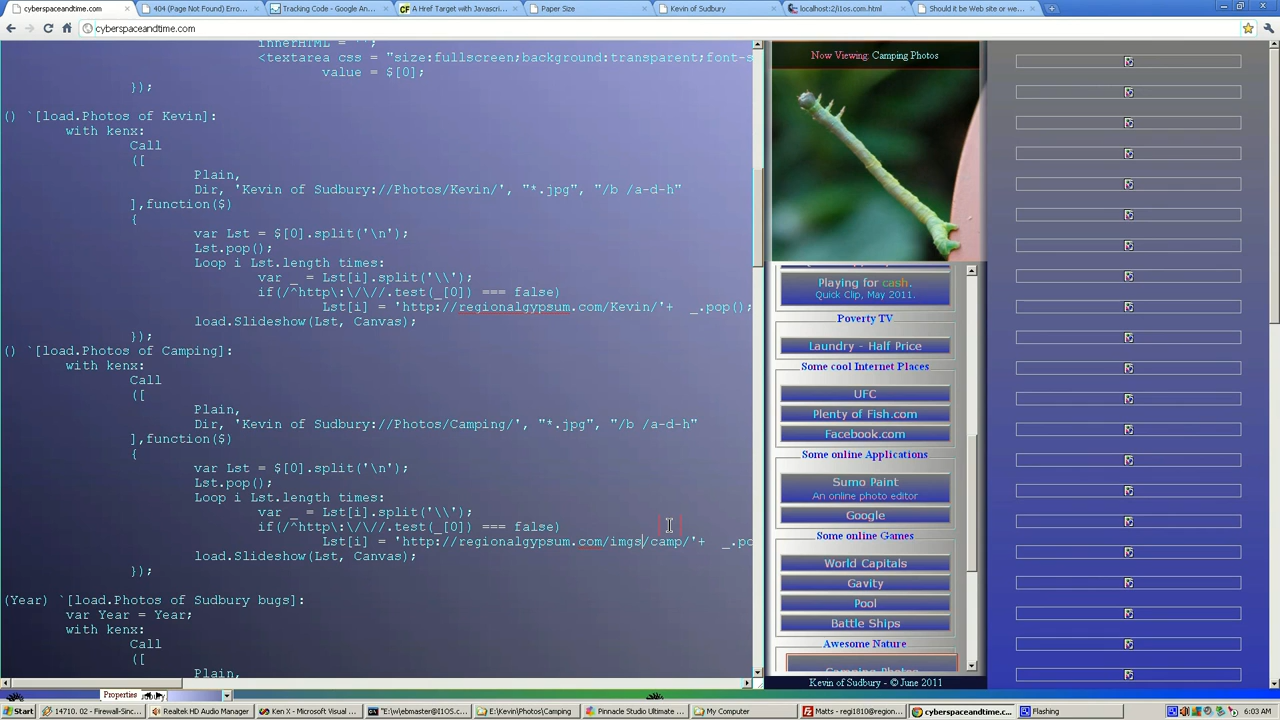 cyberspaceandtime.com
404 (Page Not Found) Erro...
Tracking Code - Google An...
A Href Target with Javascri...
Paper Size
Kevin of Sudbury
localhost:2/i1os.com.html
Should it be Web site or we...
cyberspaceandtime.com
innerHTML = '';
<textarea css = "size:fullscreen;background:transparent;font-s
value = $[0];
});
() `[load.Photos of Kevin]:
with kenx:
Call
([
Plain,
Dir, 'Kevin of Sudbury://Photos/Kevin/', "*.jpg", "/b /a-d-h"
],function($)
{
var Lst = $[0].split('\n');
Lst.pop();
Loop i Lst.length times:
var _ = Lst[i].split('\\');
if(/^http\:\/\//.test(_[0]) === false)
Lst[i] = 'http://regionalgypsum.com/Kevin/'+  _.pop();
load.Slideshow(Lst, Canvas);
});
() `[load.Photos of Camping]:
with kenx:
Call
([
Plain,
Dir, 'Kevin of Sudbury://Photos/Camping/', "*.jpg", "/b /a-d-h"
],function($)
{
var Lst = $[0].split('\n');
Lst.pop();
Loop i Lst.length times:
var _ = Lst[i].split('\\');
if(/^http\:\/\//.test(_[0]) === false)
Lst[i] = 'http://regionalgypsum.com/imgs/camp/'+  _.po
load.Slideshow(Lst, Canvas);
});
(Year) `[load.Photos of Sudbury bugs]:
var Year = Year;
with kenx:
Call
([
Plain,
Now Viewing: Camping Photos
Playing for cash.
Quick Clip, May 2011.
Poverty TV
Laundry - Half Price
Some cool Internet Places
UFC
Plenty of Fish.com
Facebook.com
Some online Applications
Sumo Paint
An online photo editor
Google
Some online Games
World Capitals
Gavity
Pool
Battle Ships
Awesome Nature
Camping Photos
Kevin of Sudbury - © June 2011
Properties
Start
14710. 02 - Firewall-Sinc...
Realtek HD Audio Manager
Ken X - Microsoft Visual ...
"E:\w\ebmaster@I1OS.c...
E:\Kevin\Photos\Camping
Pinnacle Studio Ultimate ...
My Computer
Matts - regi1810@region...
cyberspaceandtime.c...
Flashing
6:03 AM